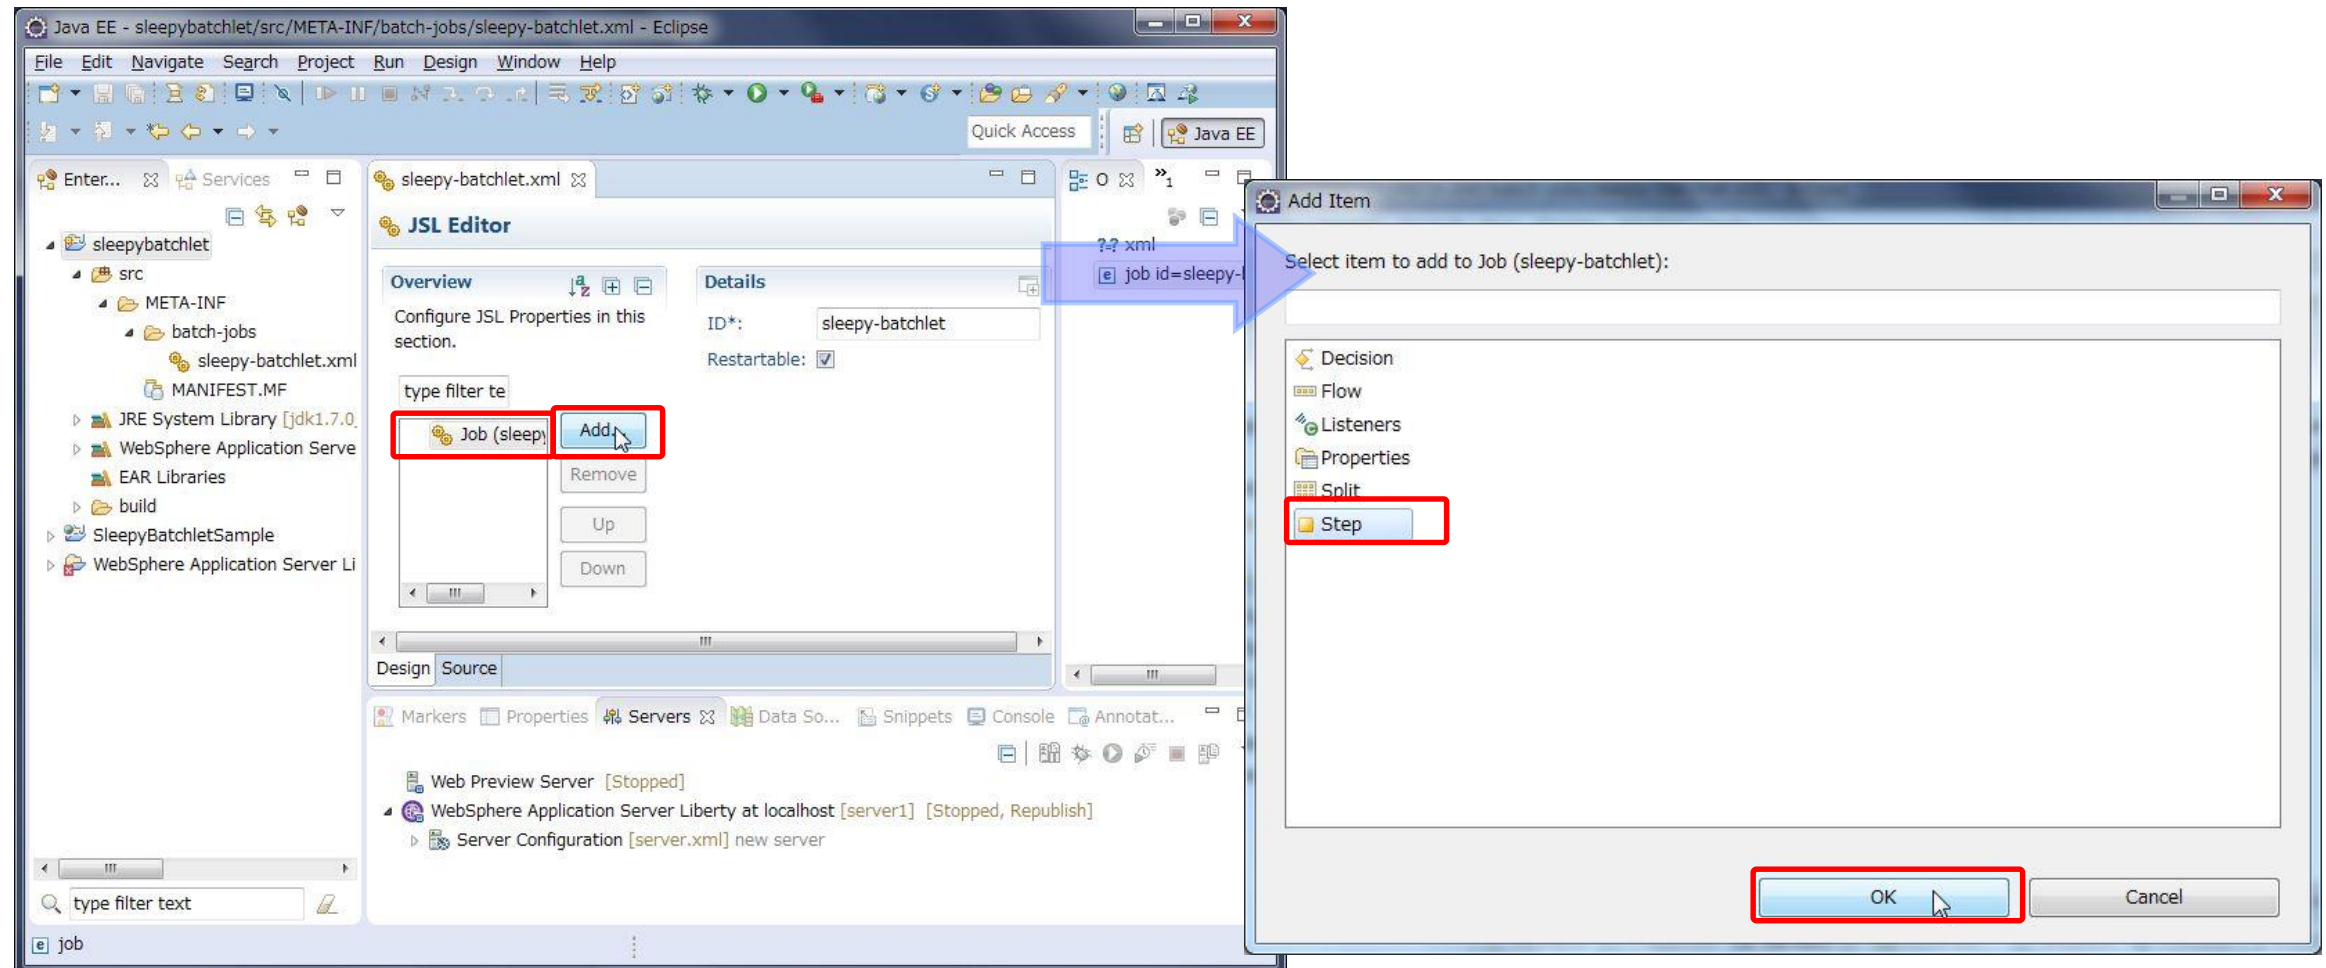 Java EE - sleepybatchlet/src/META-INF/batch-jobs/sleepy-batchlet.xml - Eclipse
File Edit Navigate Search Project Run Design Window Help
Quick Access
Java EE
Enter...
Services
sleepybatchlet
src
META-INF
batch-jobs
sleepy-batchlet.xml
MANIFEST.MF
JRE System Library [jdk1.7.0_
WebSphere Application Serve
EAR Libraries
build
SleepyBatchletSample
WebSphere Application Server Li
type filter text
job
sleepy-batchlet.xml
JSL Editor
Overview
Configure JSL Properties in this
section.
type filter te
Job (sleepy
Add...
Remove
Up
Down
Details
ID*: sleepy-batchlet
Restartable:
Design Source
O
»1
?-? xml
job id=sleepy-
Markers Properties Servers Data So... Snippets Console Annotat...
Web Preview Server [Stopped]
WebSphere Application Server Liberty at localhost [server1] [Stopped, Republish]
Server Configuration [server.xml] new server
Add Item
Select item to add to Job (sleepy-batchlet):
Decision
Flow
Listeners
Properties
Split
Step
OK
Cancel